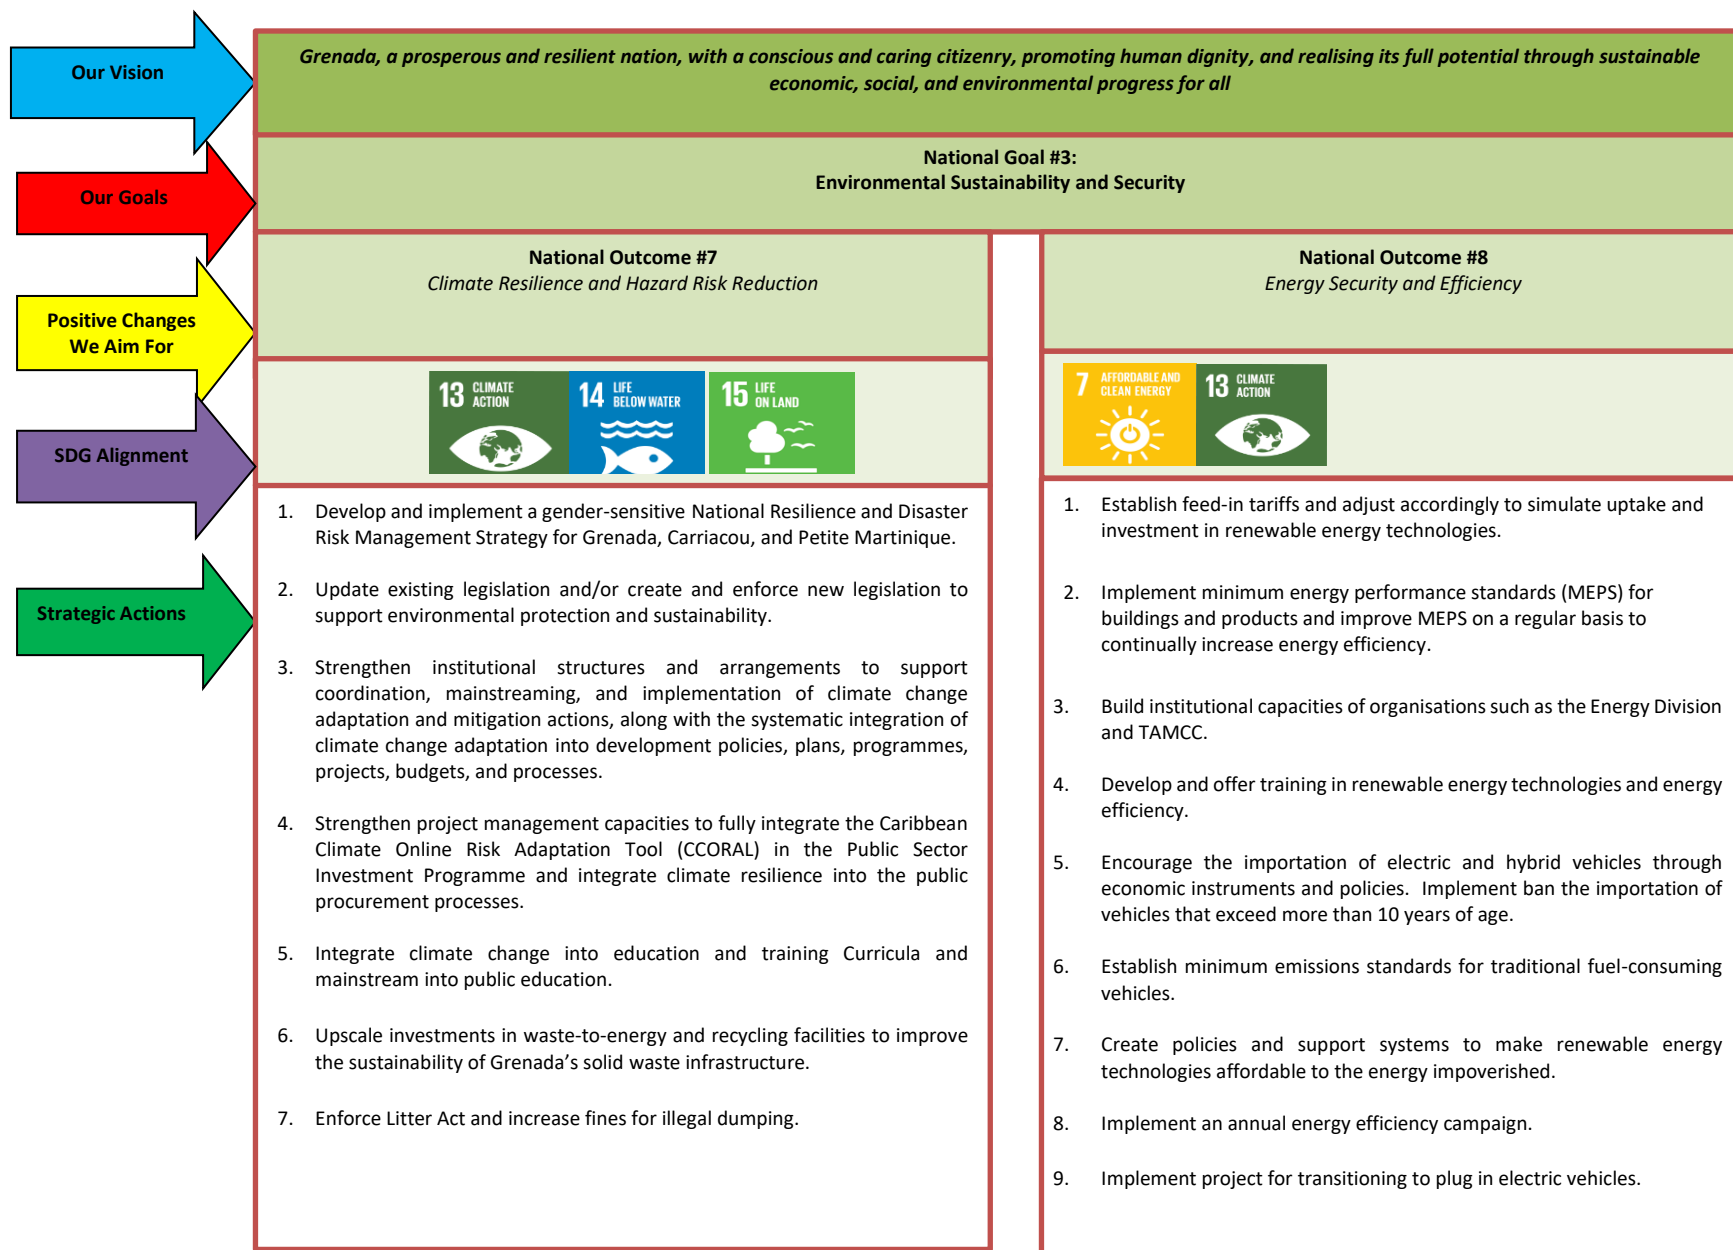 Our Vision
Grenada, a prosperous and resilient nation, with a conscious and caring citizenry, promoting human dignity, and realising its full potential through sustainable
economic, social, and environmental progress for all
Our Goals
National Goal #3:
Environmental Sustainability and Security
Positive Changes
We Aim For
National Outcome #7
Climate Resilience and Hazard Risk Reduction
National Outcome #8
Energy Security and Efficiency
SDG Alignment
13 CLIMATE
ACTION
14 LIFE
BELOW WATER
15 LIFE
ON LAND
7 AFFORDABLE AND
CLEAN ENERGY
13 CLIMATE
ACTION
Strategic Actions
1. Develop and implement a gender-sensitive National Resilience and Disaster
Risk Management Strategy for Grenada, Carriacou, and Petite Martinique.
2. Update existing legislation and/or create and enforce new legislation to
support environmental protection and sustainability.
3. Strengthen institutional structures and arrangements to support
coordination, mainstreaming, and implementation of climate change
adaptation and mitigation actions, along with the systematic integration of
climate change adaptation into development policies, plans, programmes,
projects, budgets, and processes.
4. Strengthen project management capacities to fully integrate the Caribbean
Climate Online Risk Adaptation Tool (CCORAL) in the Public Sector
Investment Programme and integrate climate resilience into the public
procurement processes.
5. Integrate climate change into education and training Curricula and
mainstream into public education.
6. Upscale investments in waste-to-energy and recycling facilities to improve
the sustainability of Grenada’s solid waste infrastructure.
7. Enforce Litter Act and increase fines for illegal dumping.
1. Establish feed-in tariffs and adjust accordingly to simulate uptake and
investment in renewable energy technologies.
2. Implement minimum energy performance standards (MEPS) for
buildings and products and improve MEPS on a regular basis to
continually increase energy efficiency.
3. Build institutional capacities of organisations such as the Energy Division
and TAMCC.
4. Develop and offer training in renewable energy technologies and energy
efficiency.
5. Encourage the importation of electric and hybrid vehicles through
economic instruments and policies. Implement ban the importation of
vehicles that exceed more than 10 years of age.
6. Establish minimum emissions standards for traditional fuel-consuming
vehicles.
7. Create policies and support systems to make renewable energy
technologies affordable to the energy impoverished.
8. Implement an annual energy efficiency campaign.
9. Implement project for transitioning to plug in electric vehicles.